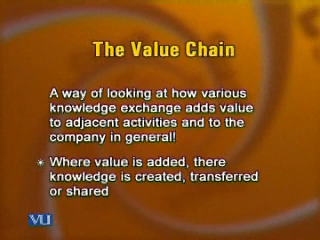 The Value Chain
A way of looking at how various
knowledge exchange adds value
to adjacent activities and to the
company in general!
Where value is added, there
knowledge is created, transferred
or shared
VU